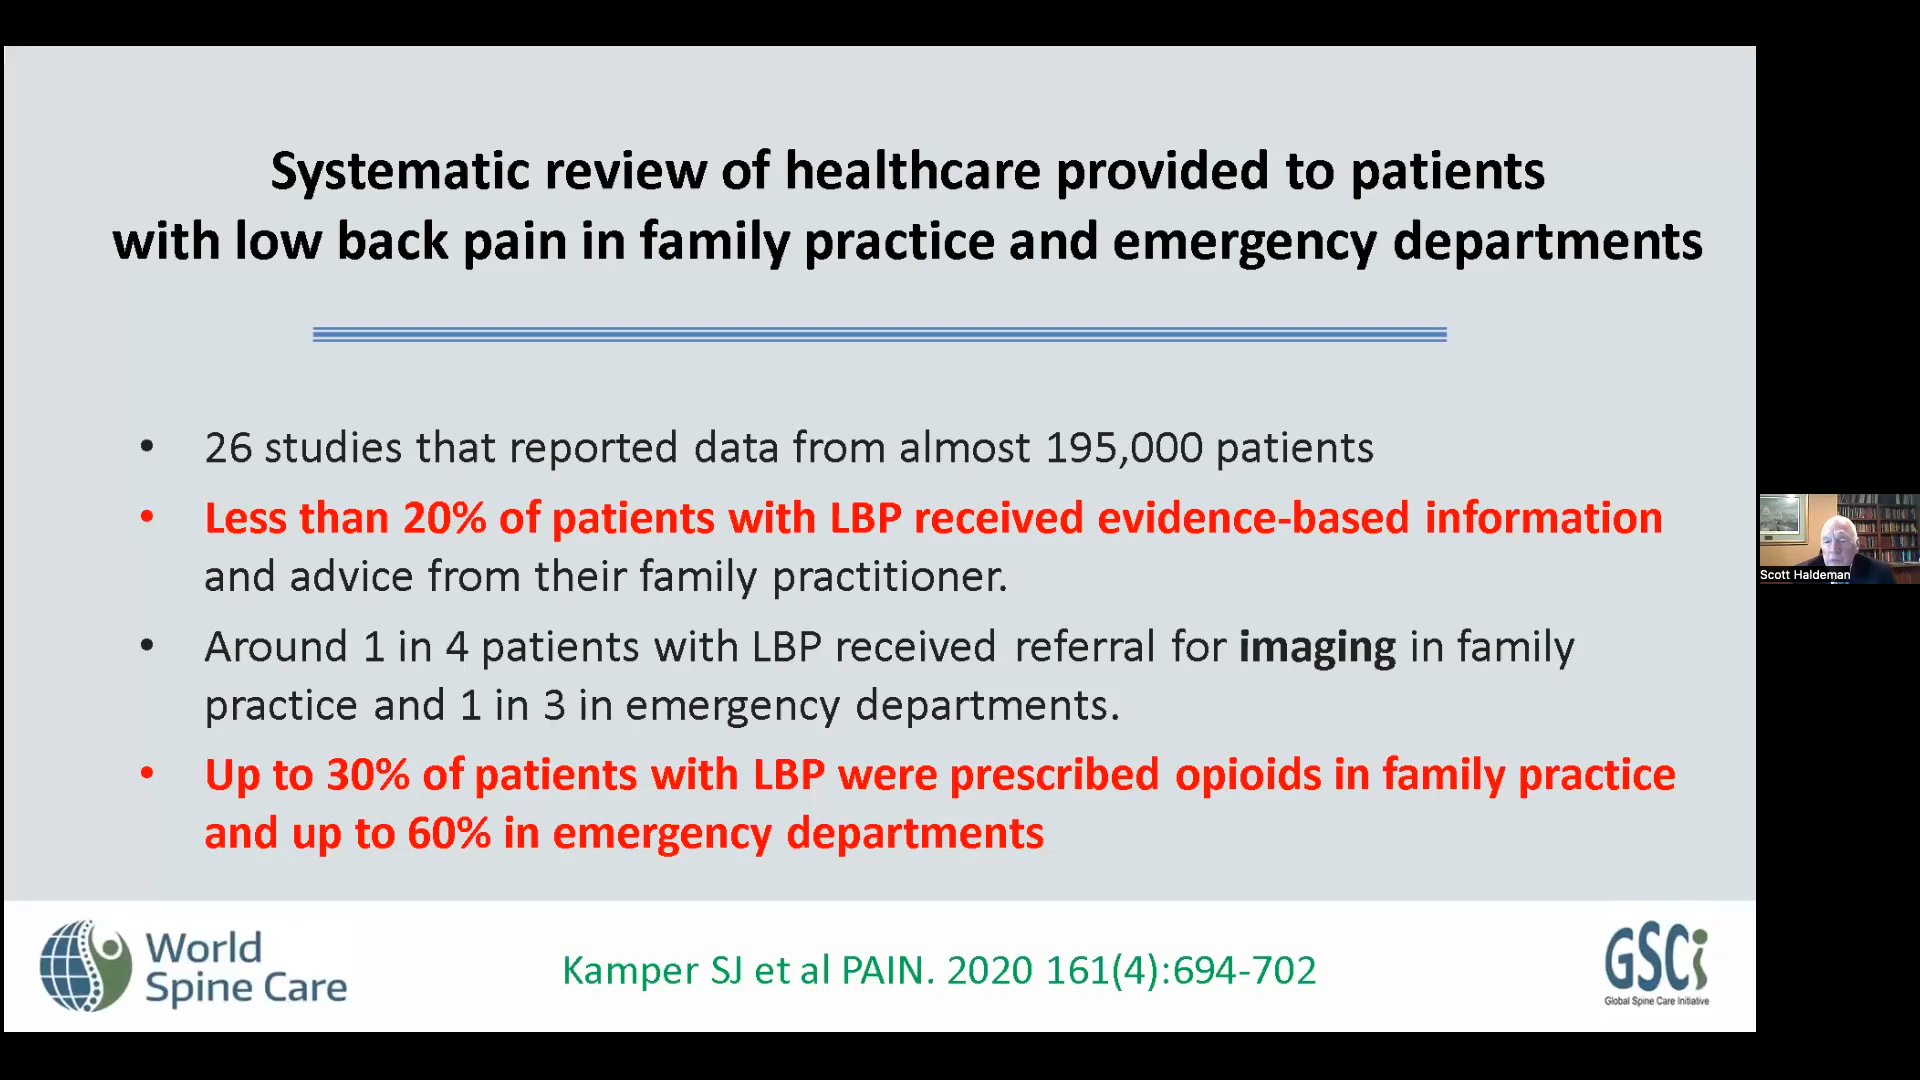 Systematic review of healthcare provided to patients
with low back pain in family practice and emergency departments
• 26 studies that reported data from almost 195,000 patients
• Less than 20% of patients with LBP received evidence-based information
and advice from their family practitioner.
• Around 1 in 4 patients with LBP received referral for imaging in family
practice and 1 in 3 in emergency departments.
• Up to 30% of patients with LBP were prescribed opioids in family practice
and up to 60% in emergency departments
World
Spine Care
Kamper SJ et al PAIN. 2020 161(4):694-702
GSCi
Global Spine Care Initiative
Scott Haldeman